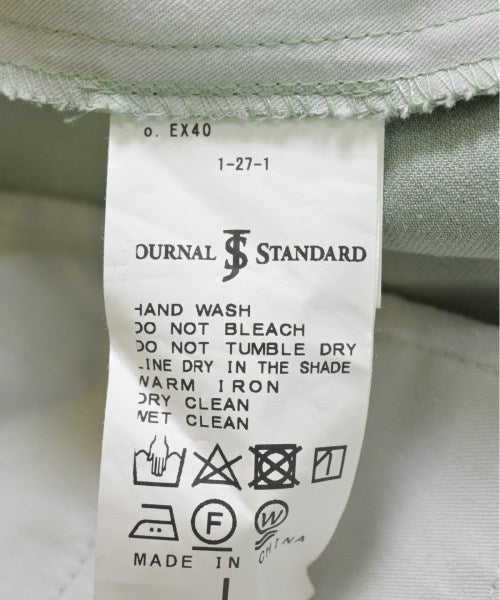 o. EX40
1-27-1
OURNAL JS STANDARD
HAND WASH
DO NOT BLEACH
DO NOT TUMBLE DRY
LINE DRY IN THE SHADE
WARM IRON
DRY CLEAN
WET CLEAN
F W
MADE IN CHINA